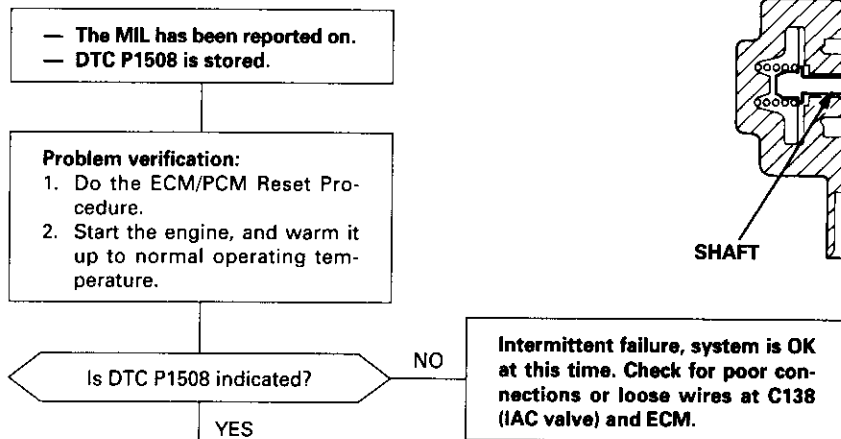 — The MIL has been reported on.
— DTC P1508 is stored.
Problem verification:
1. Do the ECM/PCM Reset Pro-
cedure.
2. Start the engine, and warm it
up to normal operating tem-
perature.
SHAFT
Is DTC P1508 indicated?
NO
Intermittent failure, system is OK
at this time. Check for poor con-
nections or loose wires at C138
(IAC valve) and ECM.
YES